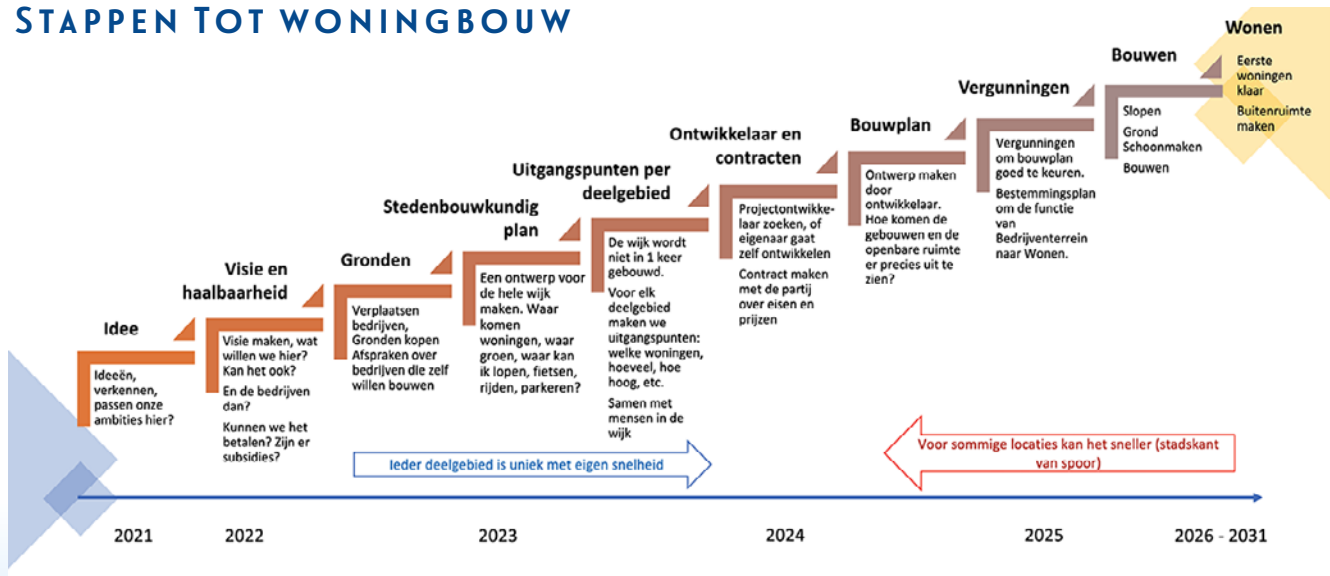 STAPPEN TOT WONINGBOUW
Idee
Ideeën,
verkennen,
passen onze
ambities hier?
Visie en
haalbaarheid
Visie maken, wat
willen we hier?
Kan het ook?
En de bedrijven
dan?
Kunnen we het
betalen? Zijn er
subsidies?
Gronden
Verplaatsen
bedrijven,
Gronden kopen
Afspraken over
bedrijven die zelf
willen bouwen
Stedenbouwkundig
plan
Een ontwerp voor
de hele wijk
maken. Waar
komen
woningen, waar
groen, waar kan
ik lopen, fietsen,
rijden, parkeren?
Uitgangspunten per
deelgebied
De wijk wordt
niet in 1 keer
gebouwd.
Voor elk
deelgebied
maken we
uitgangspunten:
welke woningen,
hoeveel, hoe
hoog, etc.
Samen met
mensen in de
wijk
Ontwikkelaar en
contracten
Projectontwikke-
laar zoeken, of
eigenaar gaat
zelf ontwikkelen
Contract maken
met de partij
over eisen en
prijzen
Bouwplan
Ontwerp maken
door
ontwikkelaar.
Hoe komen de
gebouwen en de
openbare ruimte
er precies uit te
zien?
Vergunningen
Vergunningen
om bouwplan
goed te keuren.
Bestemmingsplan
om de functie
van
Bedrijventerrein
naar Wonen.
Bouwen
Slopen
Grond
Schoonmaken
Bouwen
Wonen
Eerste
woningen
klaar
Buitenruimte
maken
Ieder deelgebied is uniek met eigen snelheid
Voor sommige locaties kan het sneller (stadskant
van spoor)
2021
2022
2023
2024
2025
2026 - 2031